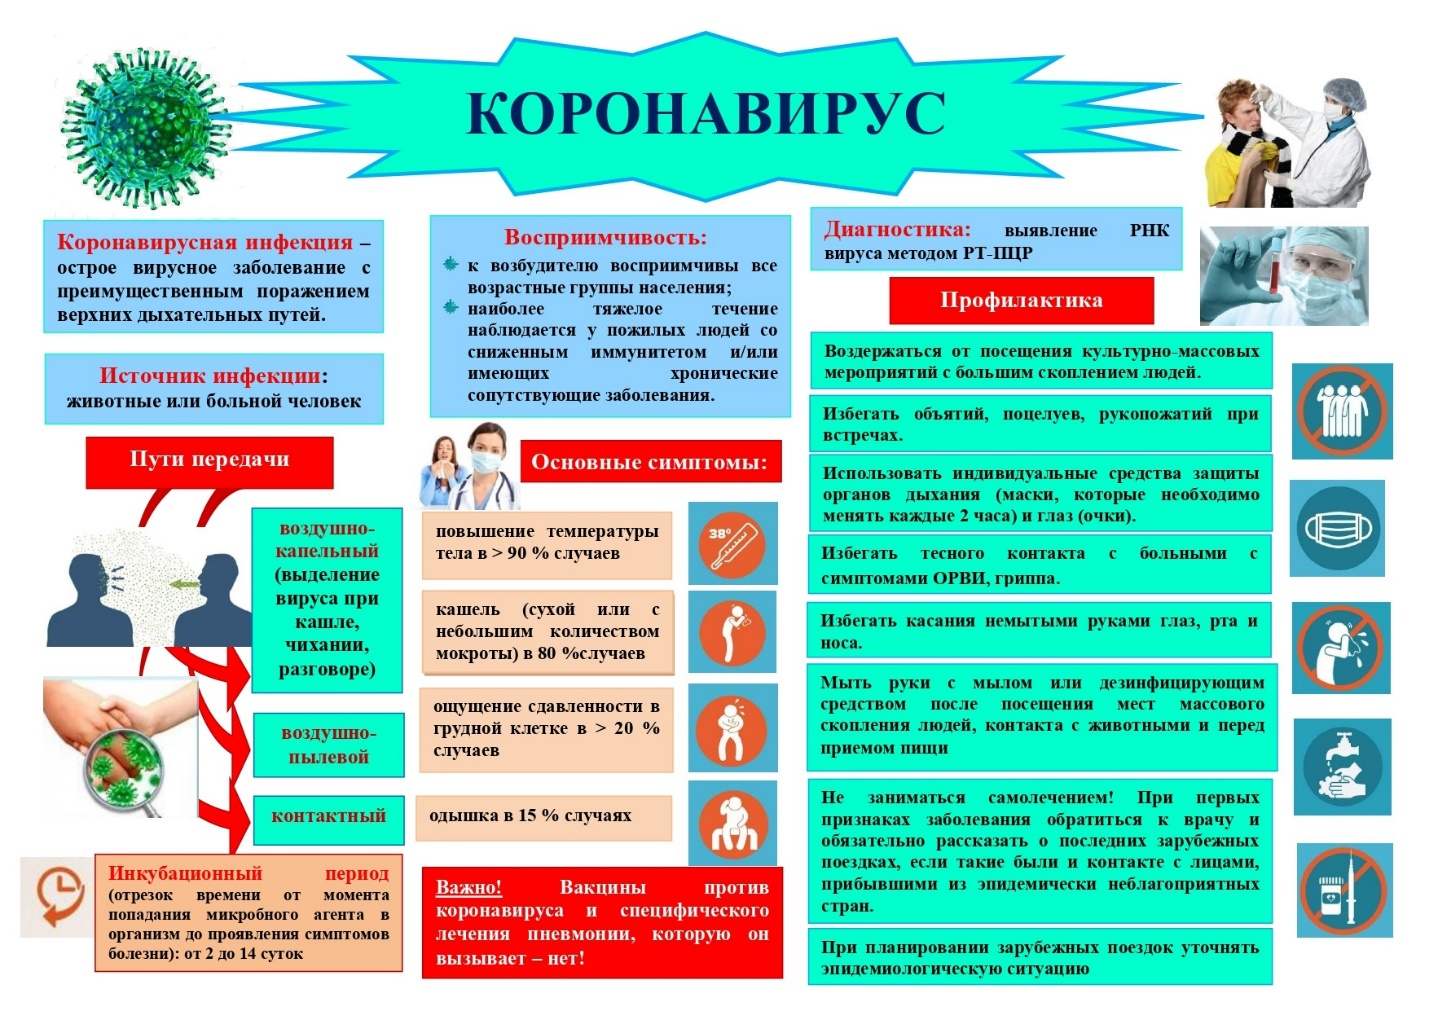 КОРОНАВИРУС
Коронавирусная инфекция –
острое вирусное заболевание с
преимущественным поражением
верхних дыхательных путей.
Источник инфекции:
животные или больной человек
Пути передачи
воздушно-
капельный
(выделение
вируса при
кашле,
чихании,
разговоре)
воздушно-
пылевой
контактный
Инкубационный период
(отрезок времени от момента
попадания микробного агента в
организм до проявления симптомов
болезни): от 2 до 14 суток
Восприимчивость:
к возбудителю восприимчивы все
возрастные группы населения;
наиболее тяжелое течение
наблюдается у пожилых людей со
сниженным иммунитетом и/или
имеющих хронические
сопутствующие заболевания.
Основные симптомы:
повышение температуры
тела в > 90 % случаев
38°
кашель (сухой или с
небольшим количеством
мокроты) в 80 %случаев
ощущение сдавленности в
грудной клетке в > 20 %
случаев
одышка в 15 % случаях
Важно! Вакцины против
коронавируса и специфического
лечения пневмонии, которую он
вызывает – нет!
Диагностика: выявление РНК
вируса методом РТ-ПЦР
Профилактика
Воздержаться от посещения культурно-массовых
мероприятий с большим скоплением людей.
Избегать объятий, поцелуев, рукопожатий при
встречах.
Использовать индивидуальные средства защиты
органов дыхания (маски, которые необходимо
менять каждые 2 часа) и глаз (очки).
Избегать тесного контакта с больными с
симптомами ОРВИ, гриппа.
Избегать касания немытыми руками глаз, рта и
носа.
Мыть руки с мылом или дезинфицирующим
средством после посещения мест массового
скопления людей, контакта с животными и перед
приемом пищи
Не заниматься самолечением! При первых
признаках заболевания обратиться к врачу и
обязательно рассказать о последних зарубежных
поездках, если такие были и контакте с лицами,
прибывшими из эпидемически неблагоприятных
стран.
При планировании зарубежных поездок уточнять
эпидемиологическую ситуацию